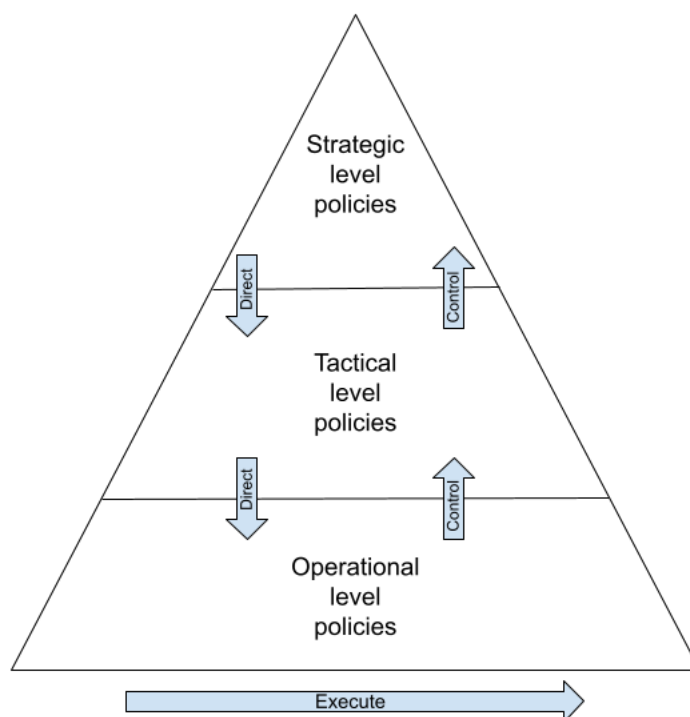 Strategic
level
policies
Direct
Control
Tactical
level
policies
Direct
Control
Operational
level
policies
Execute